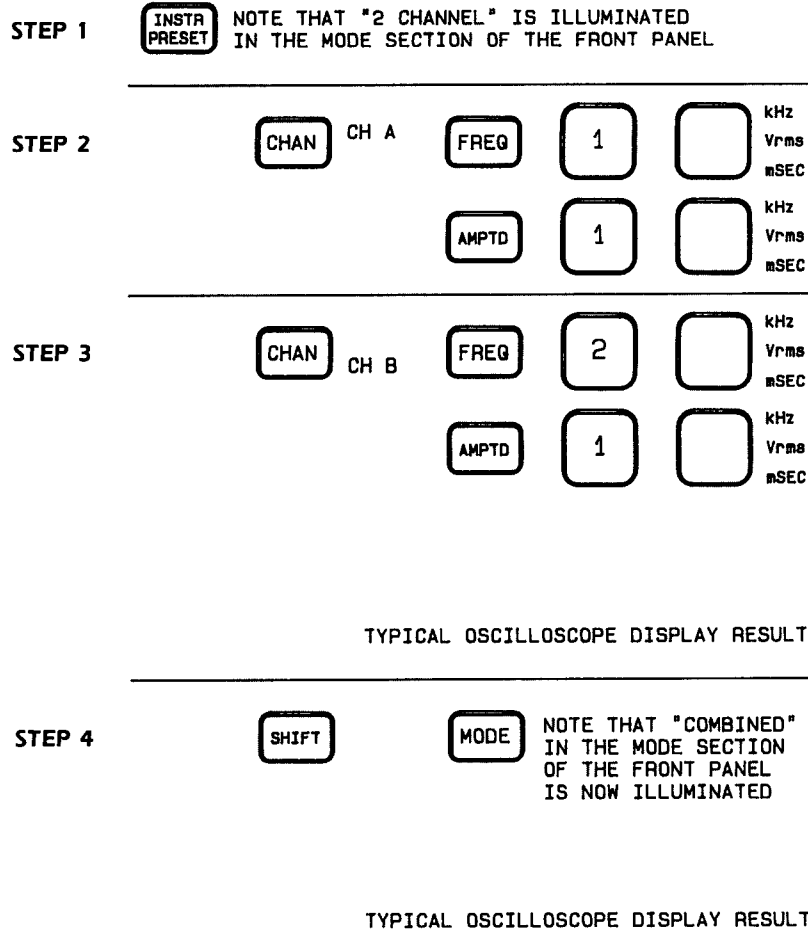 STEP 1
INSTR
PRESET
NOTE THAT "2 CHANNEL" IS ILLUMINATED
IN THE MODE SECTION OF THE FRONT PANEL
STEP 2
CHAN
CH A
FREQ
1
kHz
Vrms
mSEC
AMPTD
1
kHz
Vrms
mSEC
STEP 3
CHAN
CH B
FREQ
2
kHz
Vrms
mSEC
AMPTD
1
kHz
Vrms
mSEC
TYPICAL OSCILLOSCOPE DISPLAY RESULT
STEP 4
SHIFT
MODE
NOTE THAT "COMBINED"
IN THE MODE SECTION
OF THE FRONT PANEL
IS NOW ILLUMINATED
TYPICAL OSCILLOSCOPE DISPLAY RESULT